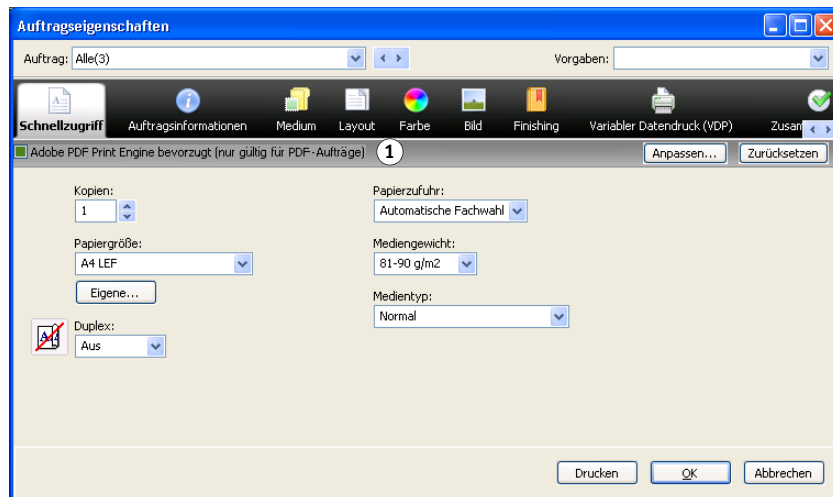 Auftragseigenschaften
Auftrag: Alle(3) Vorgaben:
Schnellzugriff Auftragsinformationen Medium Layout Farbe Bild Finishing Variabler Datendruck (VDP)
Adobe PDF Print Engine bevorzugt (nur gültig für PDF-Aufträge) 1 Anpassen... Zurücksetzen
Kopien: Papierzufuhr:
1 Automatische Fachwahl
Papiergröße: Mediengewicht:
A4 LEF 81-90 g/m2
Eigene... Medientyp:
Normal
Duplex:
Aus
Drucken OK Abbrechen